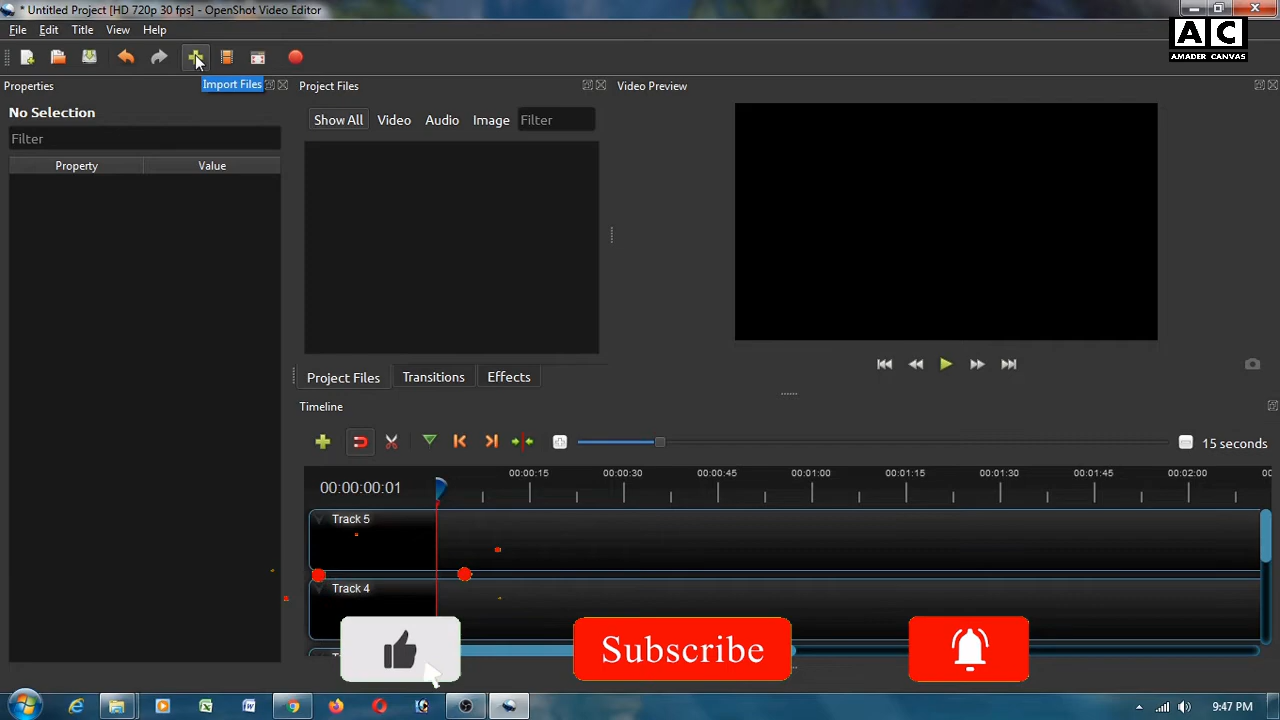 * Untitled Project [HD 720p 30 fps] - OpenShot Video Editor
File Edit Title View Help
AC
AMADER CANVAS
Import Files
Properties
Project Files
Video Preview
No Selection
Filter
Property Value
Show All Video Audio Image Filter
Project Files Transitions Effects
Timeline
15 seconds
00:00:00:01
00:00:15 00:00:30 00:00:45 00:01:00 00:01:15 00:01:30 00:01:45 00:02:00
Track 5
Track 4
Subscribe
9:47 PM